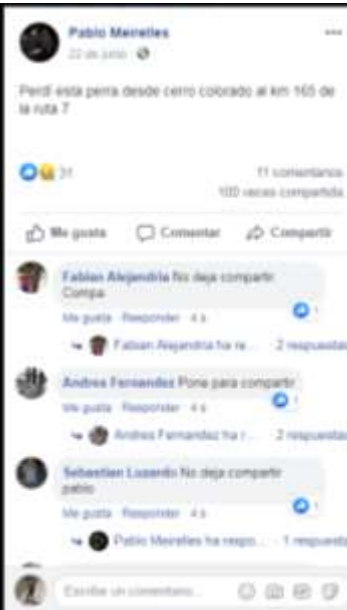 Pablo Meirelles
22 de junio
Perdí esta perra desde cerro colorado al km 165 de
la ruta 7
31
11 comentarios
100 veces compartida
Me gusta Comentar Compartir
Fabian Alejandria No deja compartir
Compa
1
Me gusta Responder 4 s
Fabian Alejandria ha re... 2 respuestas
Andres Fernandez Pone para compartir
1
Me gusta Responder 4 s
Andres Fernandez ha r... 2 respuestas
Sebastian Luzardo No deja compartir
pablo
1
Me gusta Responder 4 s
Pablo Meirelles ha respo... 1 respuesta
Escribe un comentario...